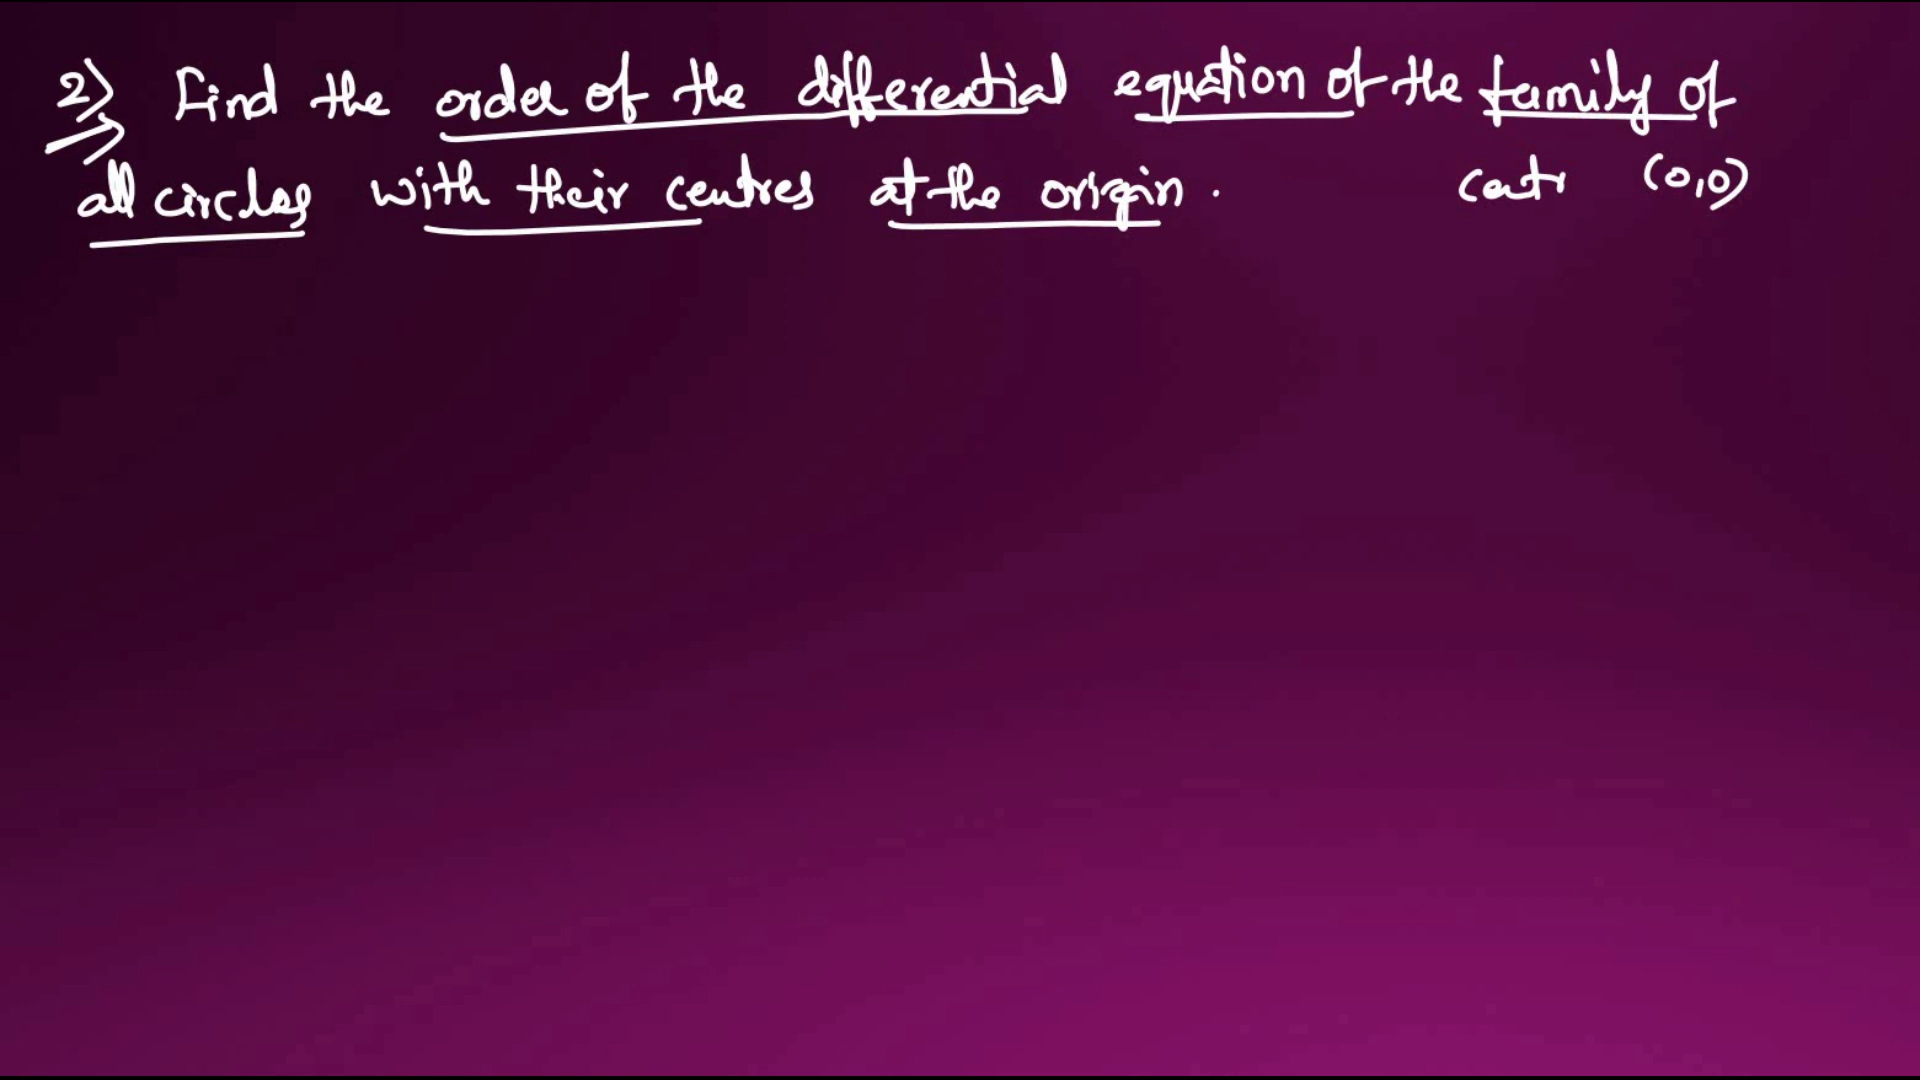 2) Find the order of the differential equation of the family of
all circles with their centres at the origin. cent (0,0)